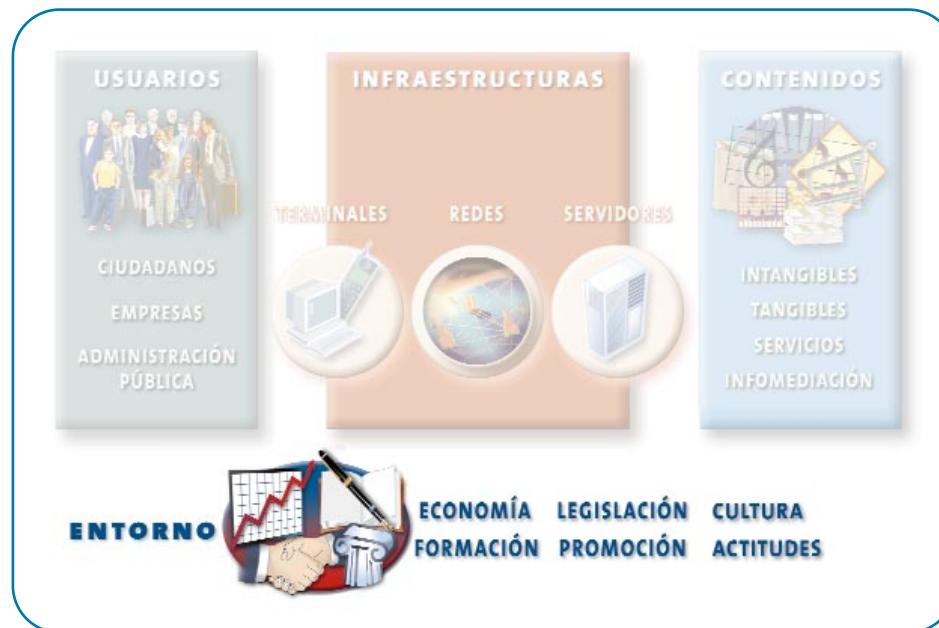 USUARIOS
CIUDADANOS
EMPRESAS
ADMINISTRACIÓN
PÚBLICA
INFRAESTRUCTURAS
TERMINALES REDES SERVIDORES
CONTENIDOS
INTANGIBLES
TANGIBLES
SERVICIOS
INFOMEDIACIÓN
ENTORNO
ECONOMÍA LEGISLACIÓN CULTURA
FORMACIÓN PROMOCIÓN ACTITUDES